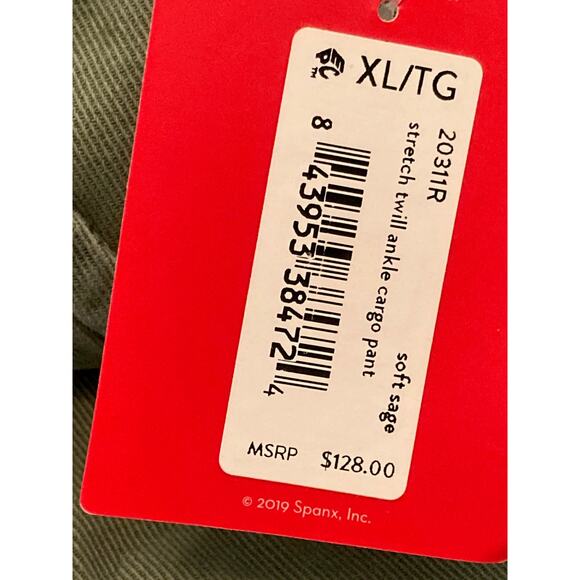 EPC™ XL/TG
20311R
soft sage
stretch twill ankle cargo pant
8 43953 38472 4
MSRP $128.00
© 2019 Spanx, Inc.